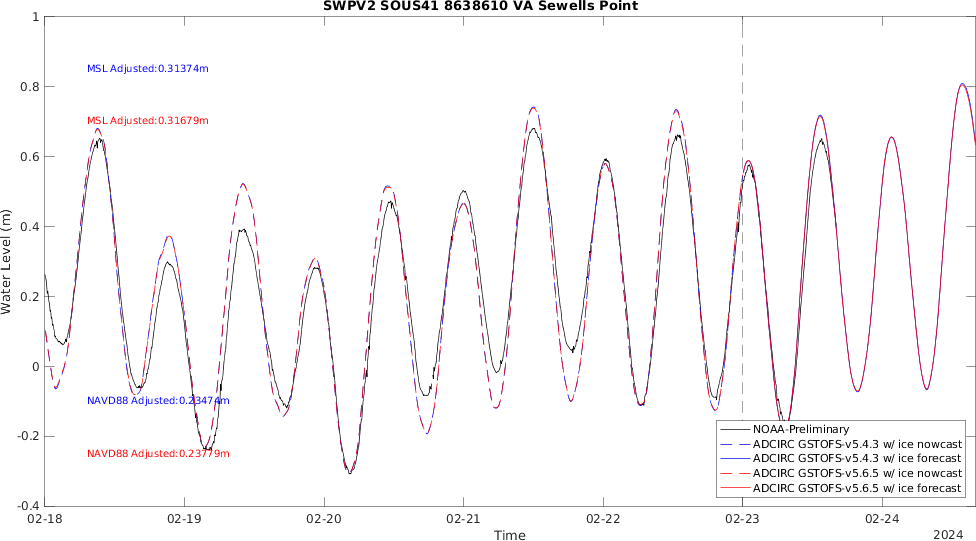 SWPV2 SOUS41 8638610 VA Sewells Point
1
0.8
0.6
0.4
0.2
0
-0.2
-0.4
Water Level (m)
MSL Adjusted:0.31374m
MSL Adjusted:0.31679m
NAVD88 Adjusted:0.23474m
NAVD88 Adjusted:0.23779m
NOAA-Preliminary
ADCIRC GSTOFS-v5.4.3 w/ ice nowcast
ADCIRC GSTOFS-v5.4.3 w/ ice forecast
ADCIRC GSTOFS-v5.6.5 w/ ice nowcast
ADCIRC GSTOFS-v5.6.5 w/ ice forecast
02-18 02-19 02-20 02-21 02-22 02-23 02-24
Time
2024